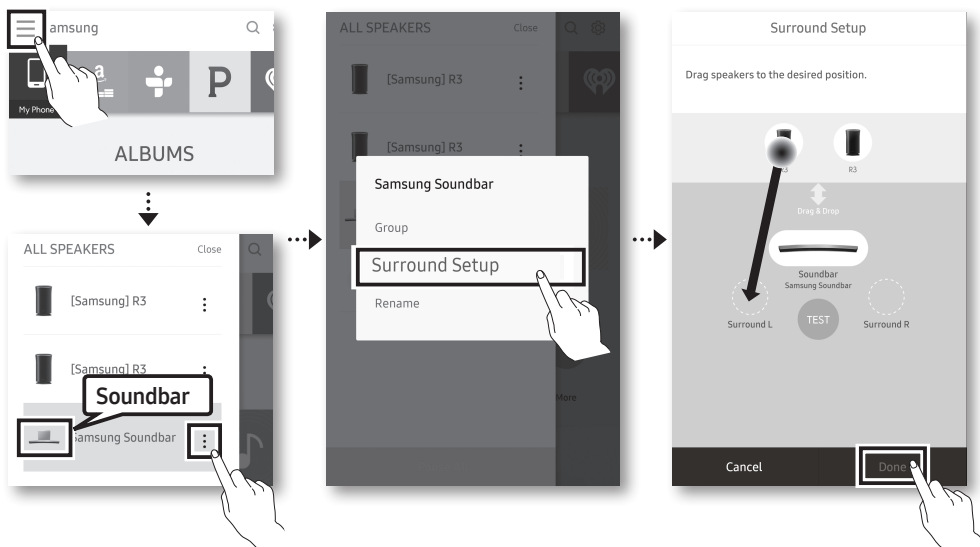 amsung
a
P
My Phone
ALBUMS
ALL SPEAKERS Close
[Samsung] R3
[Samsung] R3
Soundbar
Samsung Soundbar
ALL SPEAKERS Close
[Samsung] R3
[Samsung] R3
Samsung Soundbar
Group
Surround Setup
Rename
More
Surround Setup
Drag speakers to the desired position.
R3
R3
Drag & Drop
Soundbar
Samsung Soundbar
Surround L
TEST
Surround R
Cancel
Done